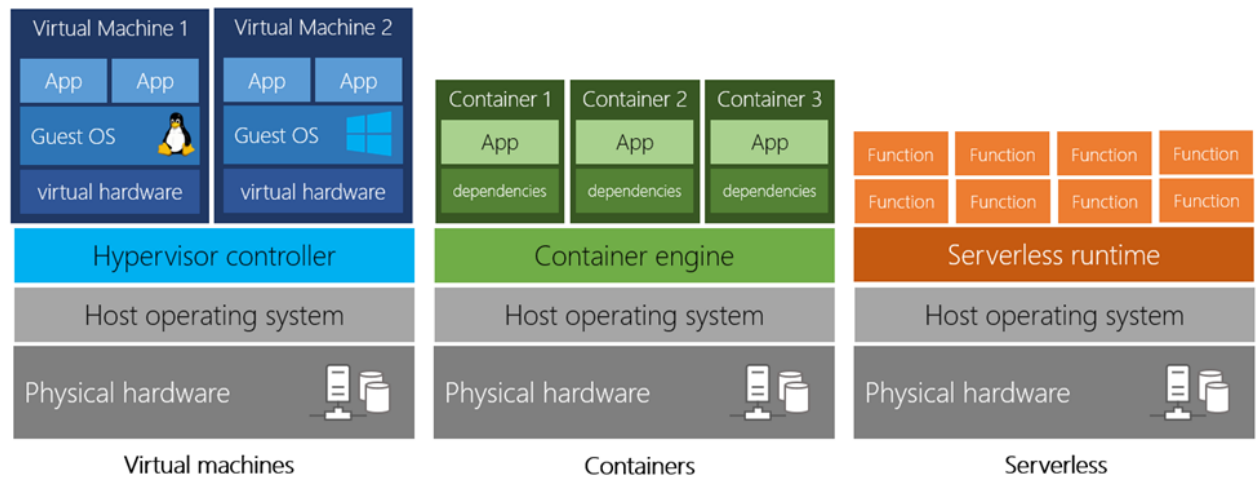 Virtual Machine 1
App
App
Guest OS
virtual hardware
Virtual Machine 2
App
App
Guest OS
virtual hardware
Hypervisor controller
Host operating system
Physical hardware
Virtual machines
Container 1
App
dependencies
Container 2
App
dependencies
Container 3
App
dependencies
Container engine
Host operating system
Physical hardware
Containers
Function
Function
Function
Function
Function
Function
Function
Function
Serverless runtime
Host operating system
Physical hardware
Serverless